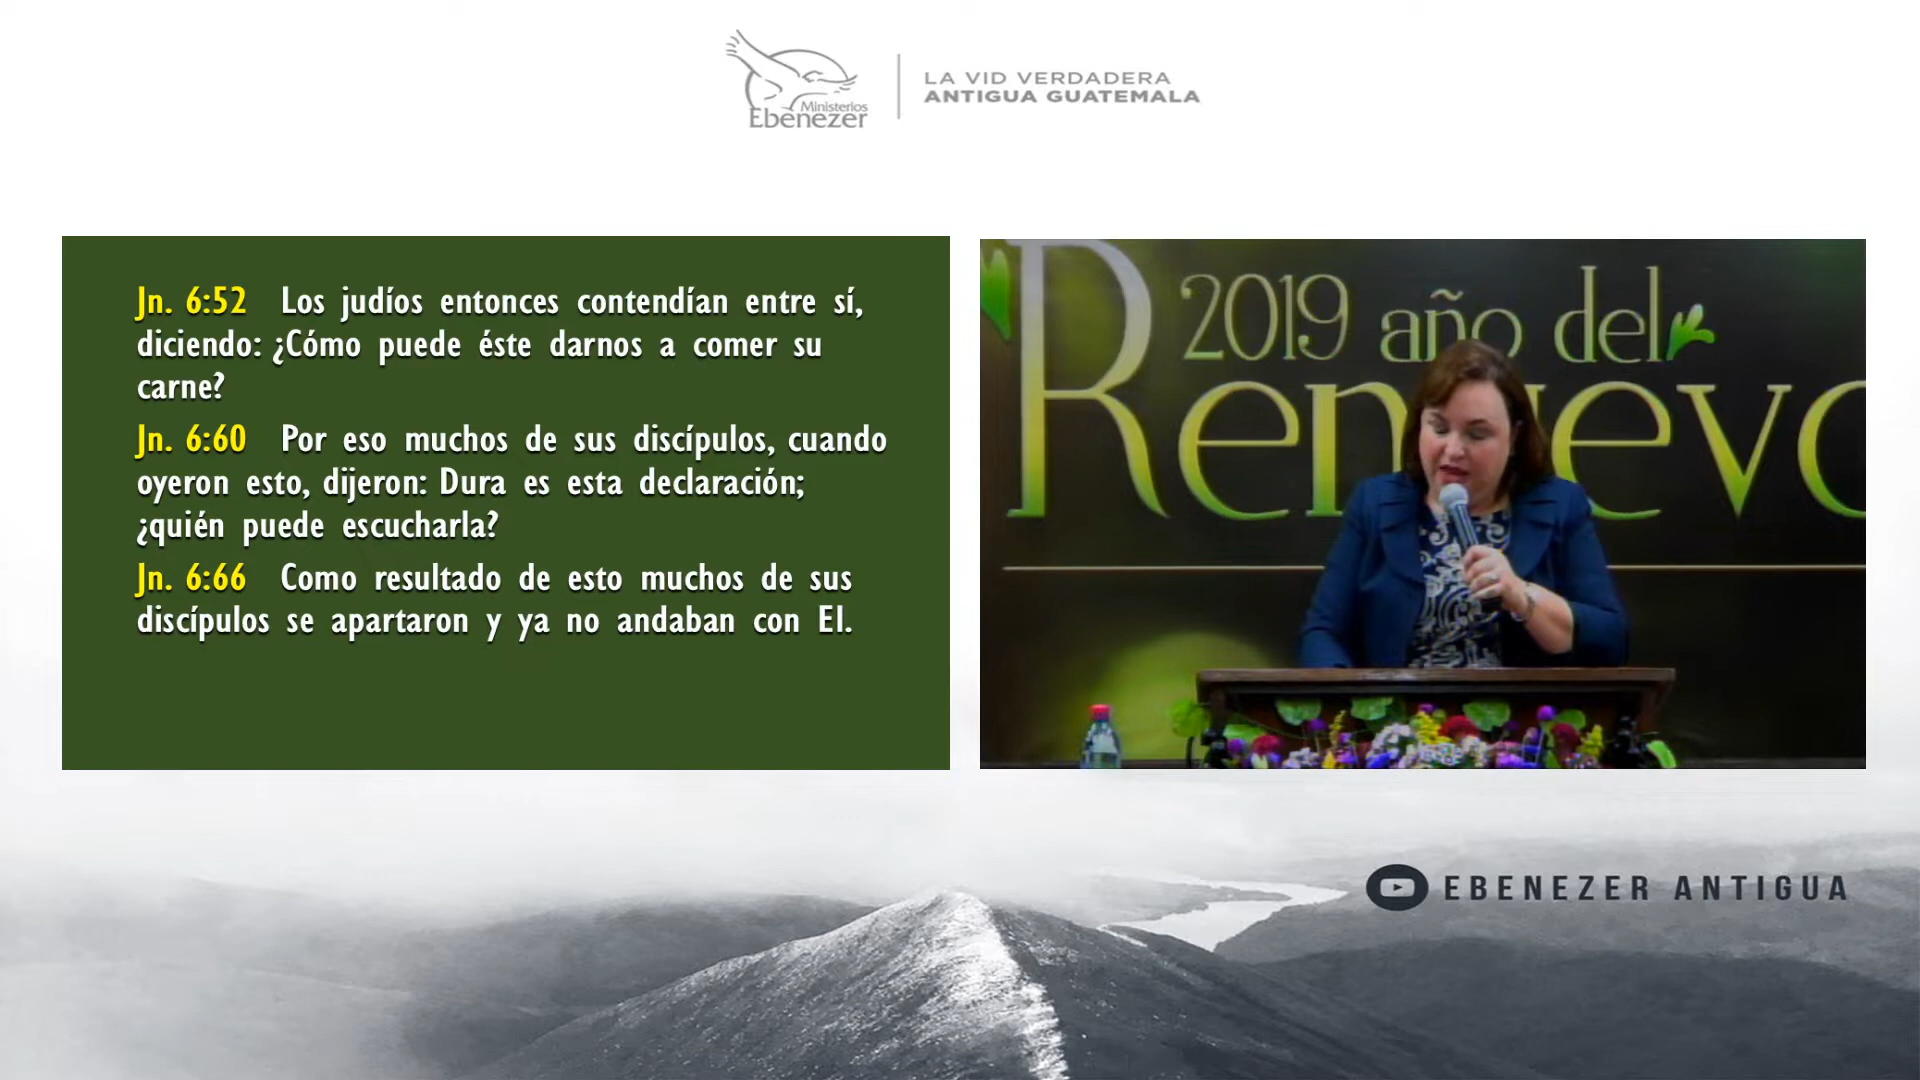 Ministerios
Ebenezer
LA VID VERDADERA
ANTIGUA GUATEMALA
Jn. 6:52 Los judíos entonces contendían entre sí,
diciendo: ¿Cómo puede éste darnos a comer su
carne?
Jn. 6:60 Por eso muchos de sus discípulos, cuando
oyeron esto, dijeron: Dura es esta declaración;
¿quién puede escucharla?
Jn. 6:66 Como resultado de esto muchos de sus
discípulos se apartaron y ya no andaban con El.
2019 año del
EBENEZER ANTIGUA